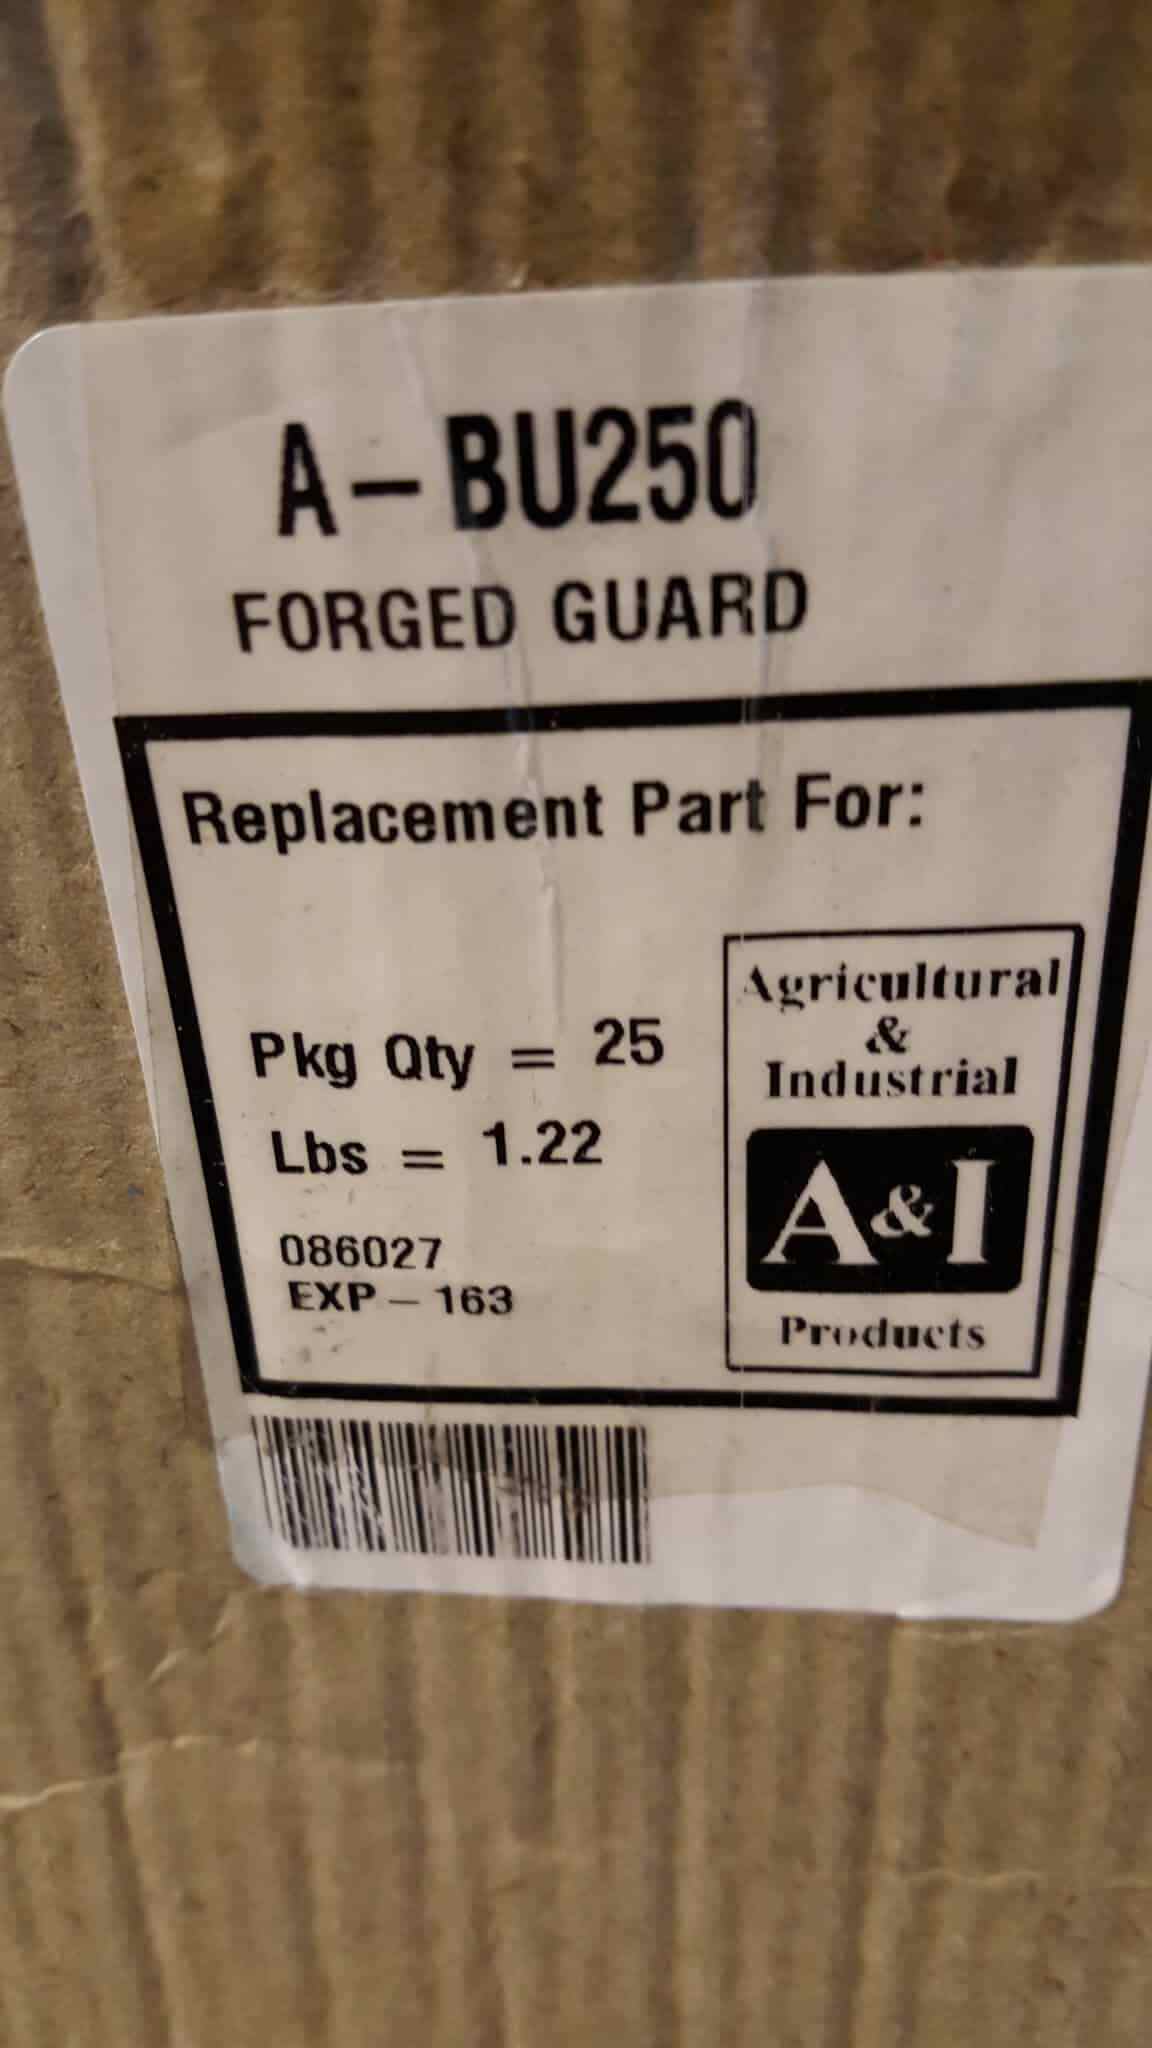 A-BU250
FORGED GUARD
Replacement Part For:
Pkg Qty = 25
Lbs = 1.22
086027
EXP-163
Agricultural
&
Industrial
A&I
Products